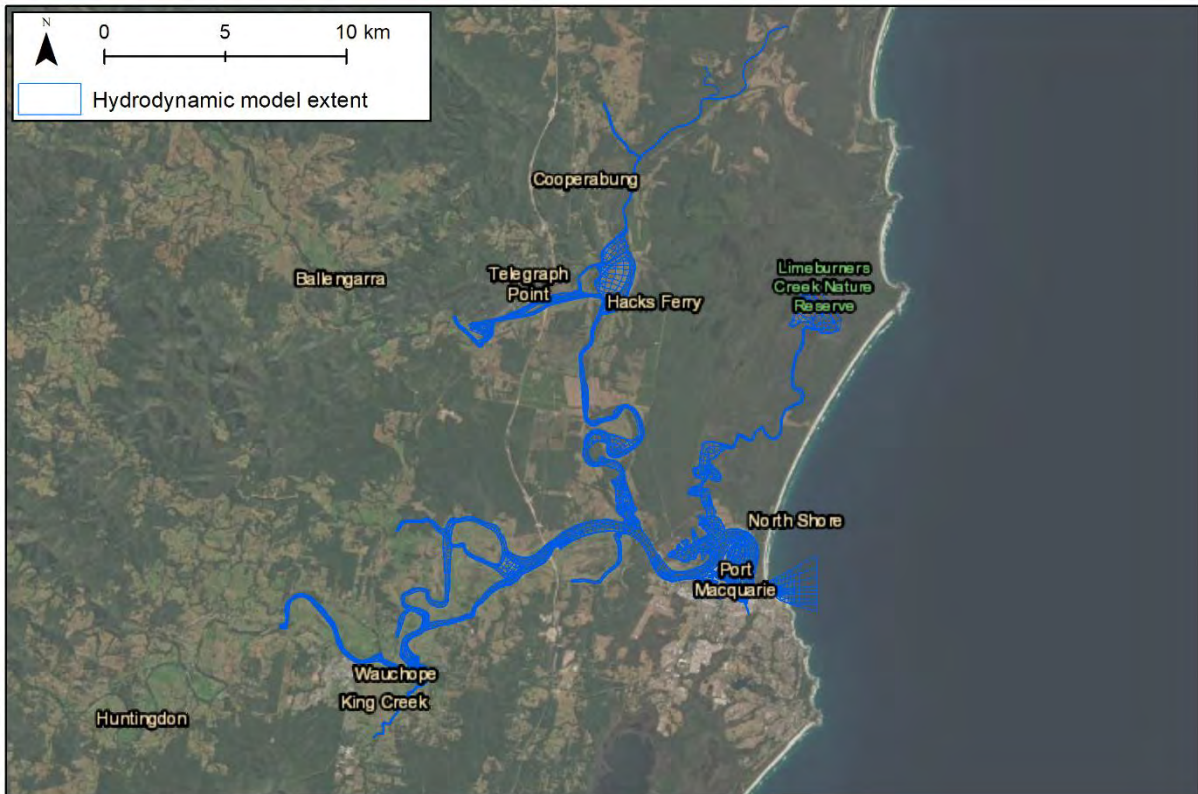 N
0 5 10 km
Hydrodynamic model extent
Cooperabung
Ballengarra
Telegraph
Point
Hacks Ferry
Limeburners
Creek Nature
Reserve
North Shore
Port
Macquarie
Wauchope
King Creek
Huntingdon